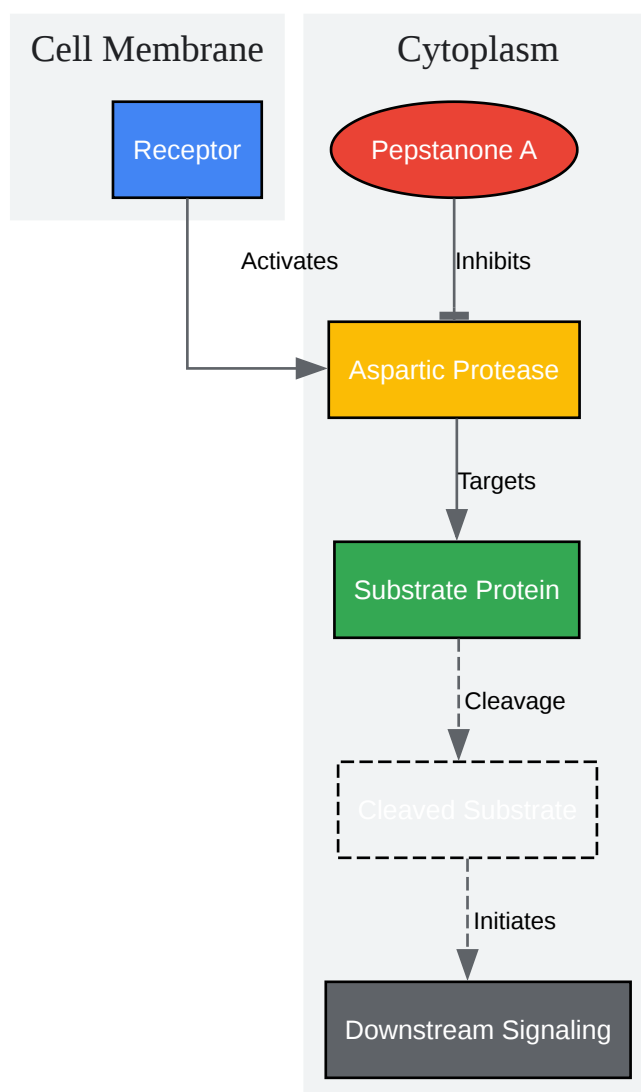 Cell Membrane
Cytoplasm
Receptor
Pepstanone A
Activates
Inhibits
Aspartic Protease
Targets
Substrate Protein
Cleavage
Cleaved Substrate
Initiates
Downstream Signaling